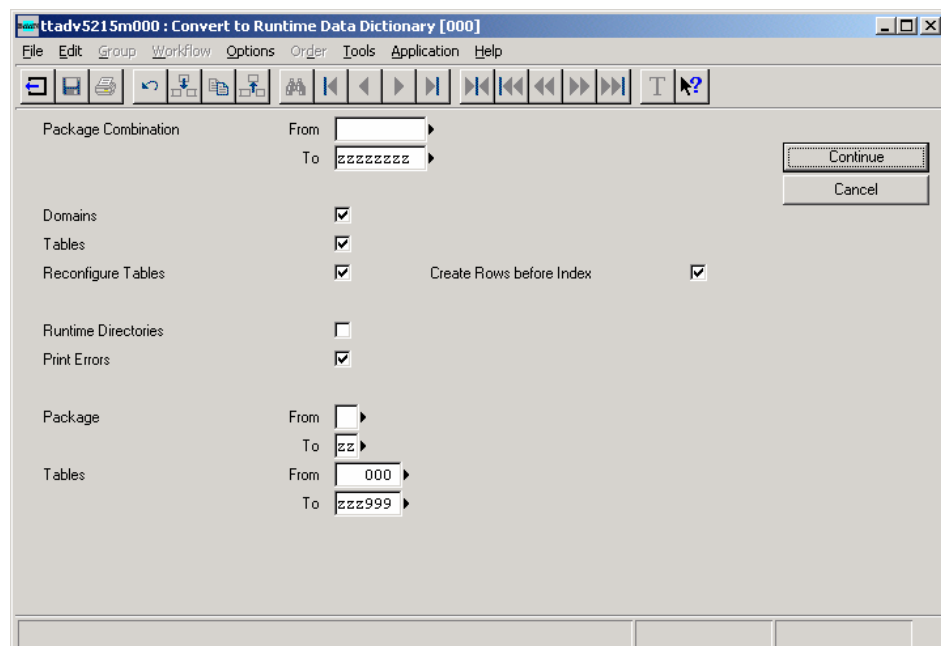 ttadv5215m000 : Convert to Runtime Data Dictionary [000]
File Edit Group Workflow Options Order Tools Application Help
T ?
Package Combination From
To zzzzzzzz
Continue
Cancel
Domains
Tables
Reconfigure Tables Create Rows before Index
Runtime Directories
Print Errors
Package From
To zz
Tables From 000
To zzz999